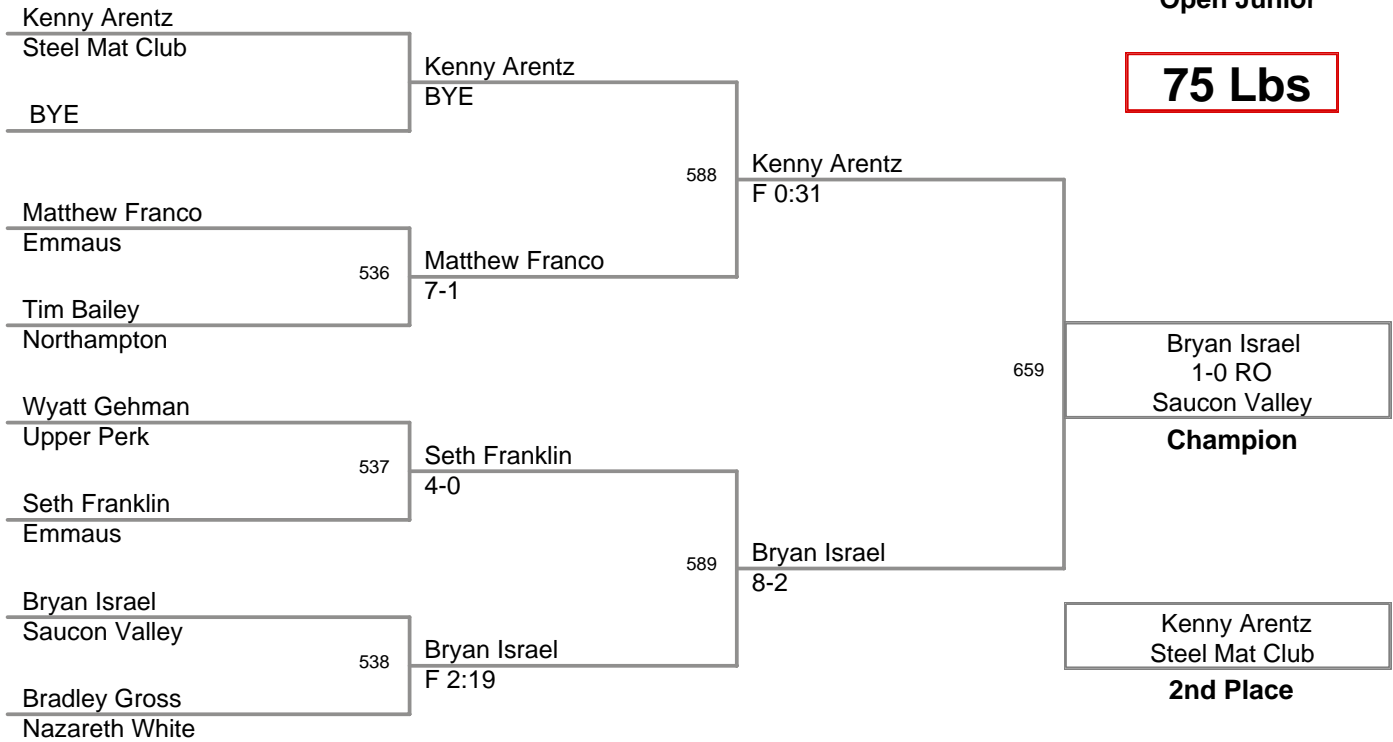 Open Junior
75 Lbs
Kenny Arentz
Steel Mat Club
BYE
Matthew Franco
Emmaus
Tim Bailey
Northampton
Wyatt Gehman
Upper Perk
Seth Franklin
Emmaus
Bryan Israel
Saucon Valley
Bradley Gross
Nazareth White
536
537
538
Kenny Arentz
BYE
Matthew Franco
7-1
Seth Franklin
4-0
Bryan Israel
F 2:19
588
589
Kenny Arentz
F 0:31
Bryan Israel
8-2
659
Bryan Israel
1-0 RO
Saucon Valley
Champion
Kenny Arentz
Steel Mat Club
2nd Place